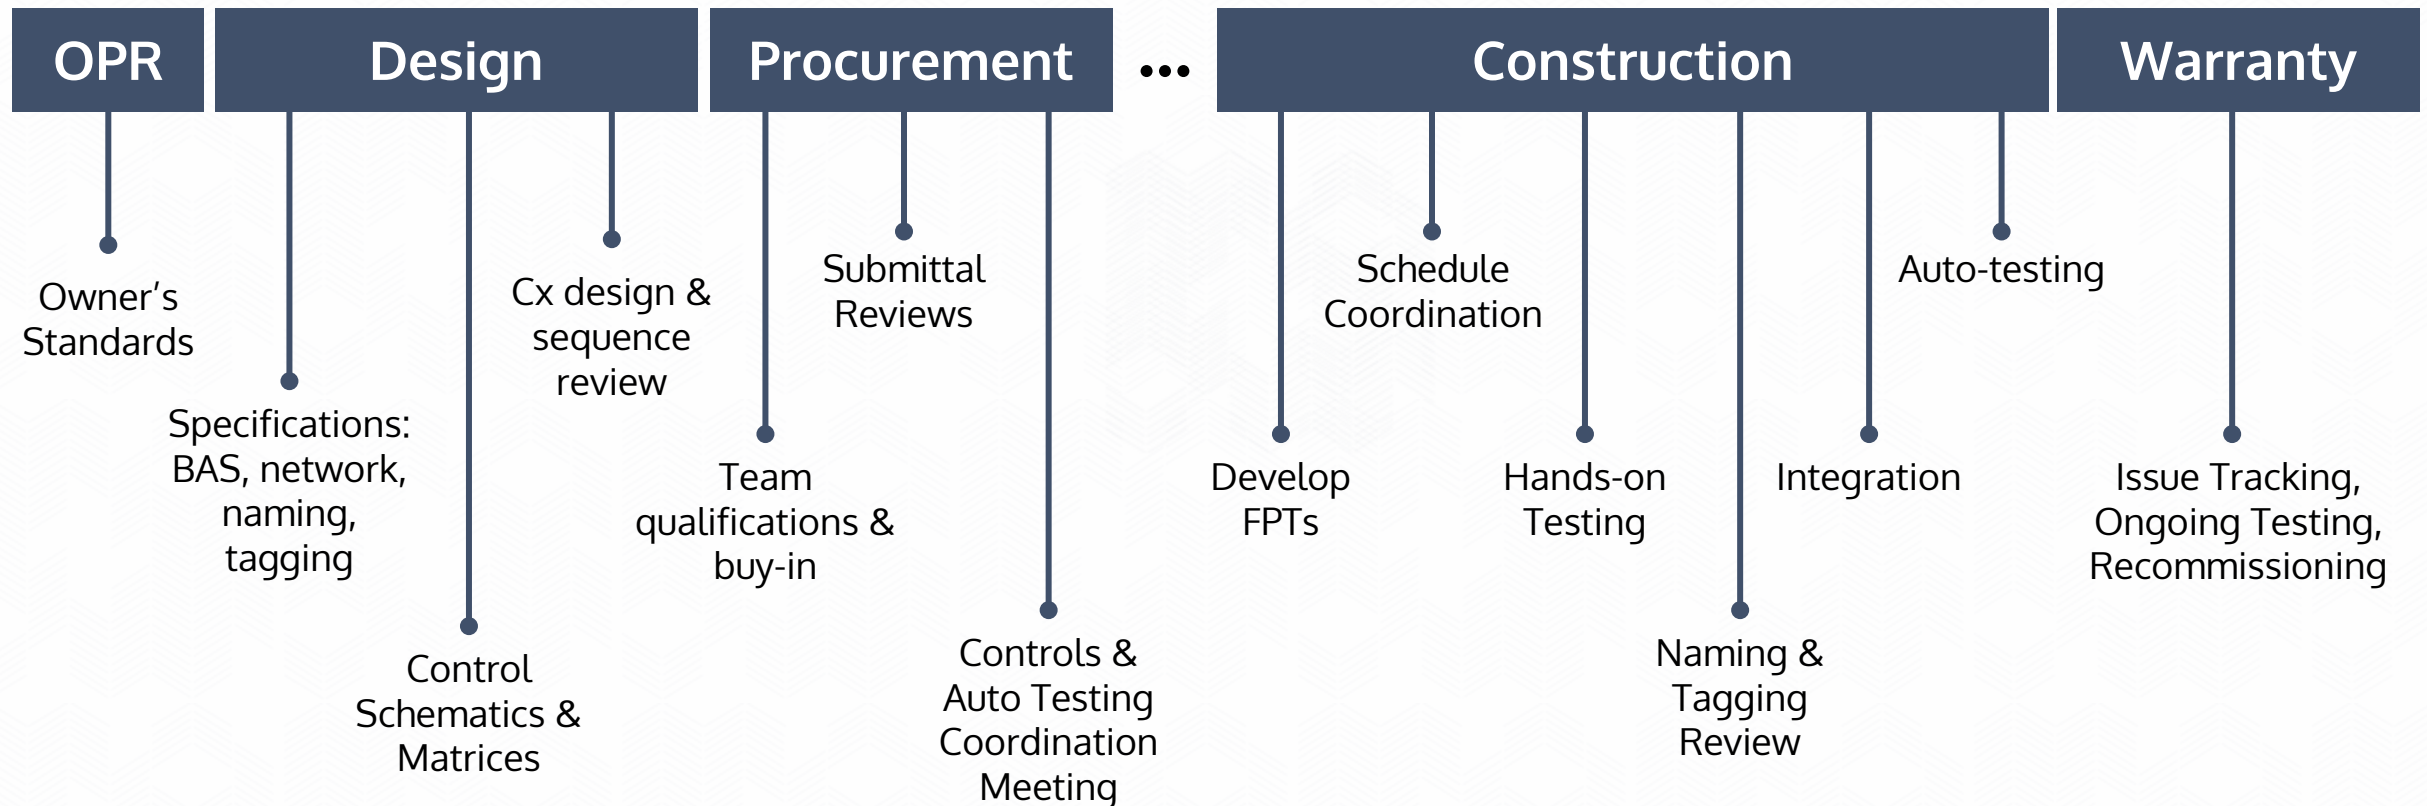 OPR
Design
Procurement
...
Construction
Warranty
Owner’s
Standards
Specifications:
BAS, network,
naming,
tagging
Control
Schematics &
Matrices
Cx design &
sequence
review
Team
qualifications &
buy-in
Submittal
Reviews
Controls &
Auto Testing
Coordination
Meeting
Develop
FPTs
Schedule
Coordination
Hands-on
Testing
Naming &
Tagging
Review
Integration
Auto-testing
Issue Tracking,
Ongoing Testing,
Recommissioning